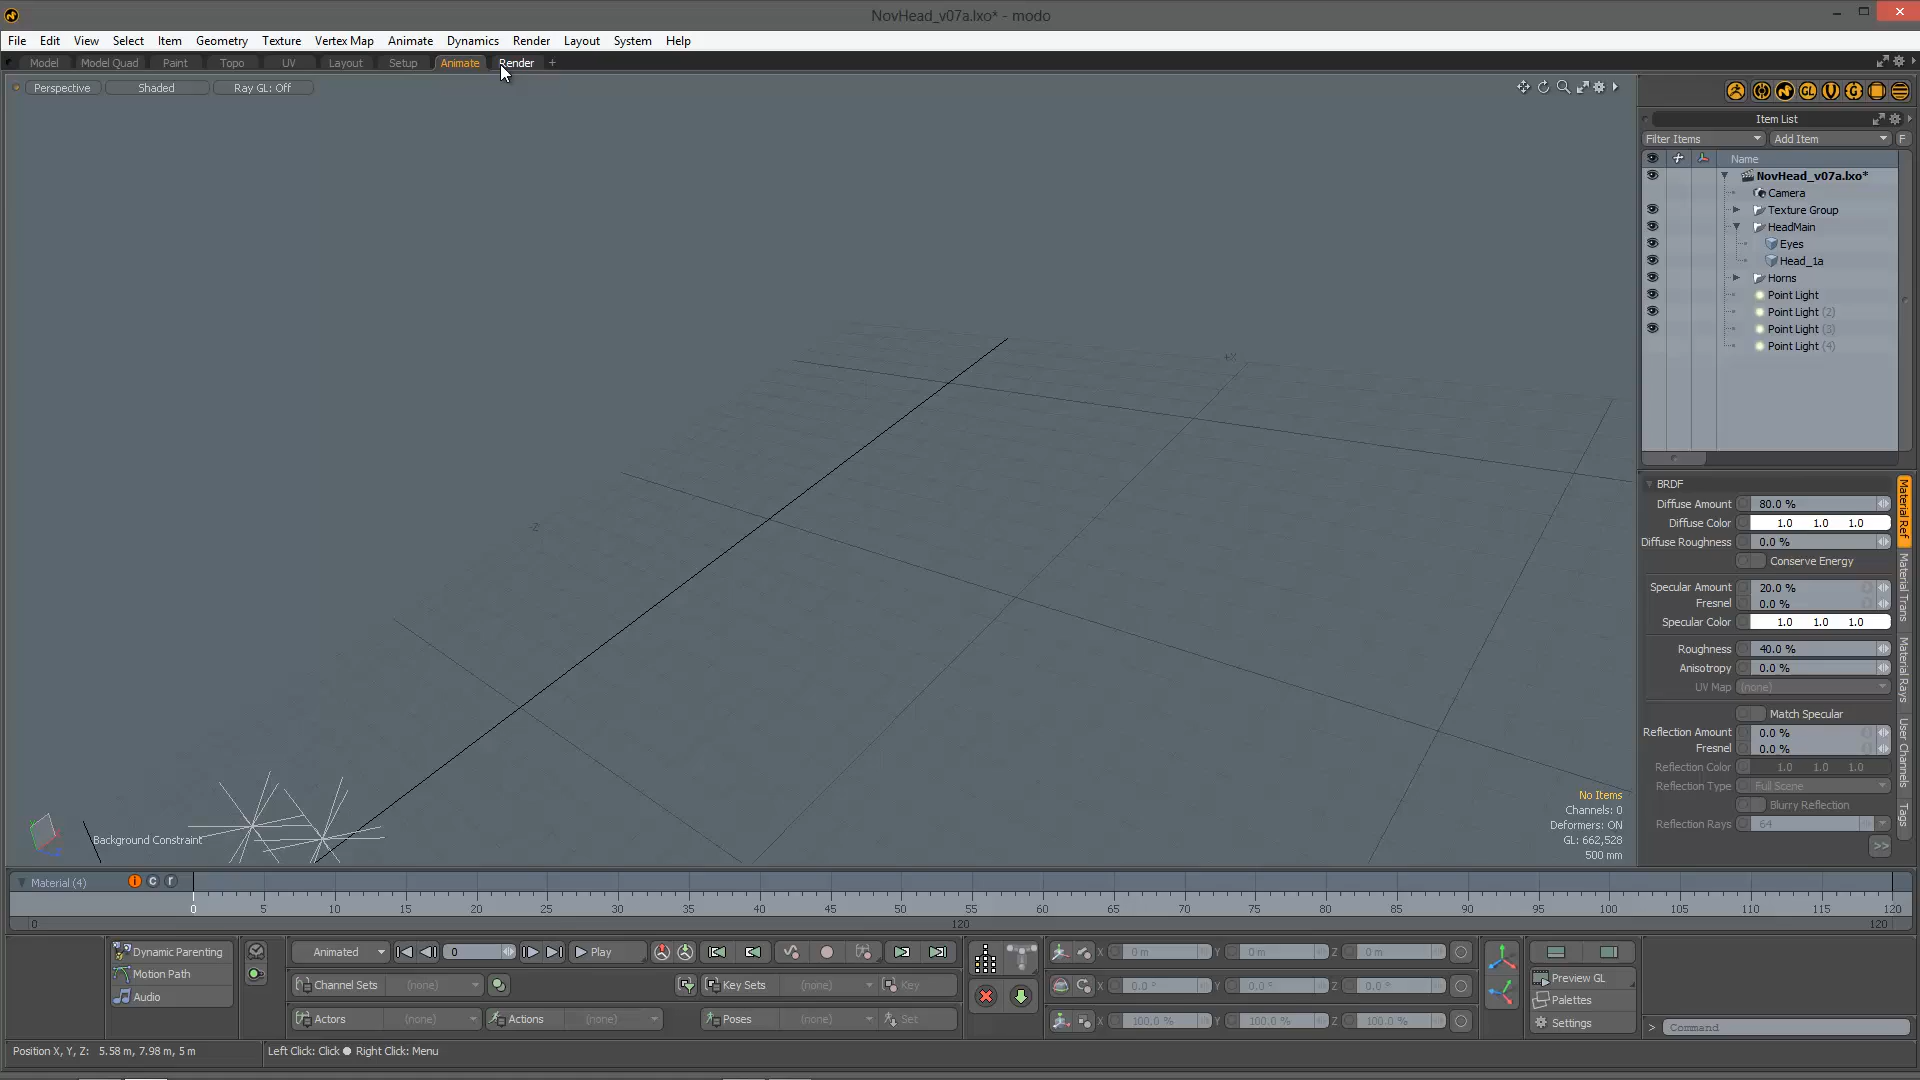 NovHead_v07a.lxo* - modo
File Edit View Select Item Geometry Texture Vertex Map Animate Dynamics Render Layout System Help
Model Model Quad Paint Topo UV Layout Setup Animate Render +
Perspective Shaded Ray GL: Off
Item List
Filter Items Add Item F
Name
NovHead_v07a.lxo*
Camera
Texture Group
HeadMain
Eyes
Head_1a
Horns
Point Light
Point Light (2)
Point Light (3)
Point Light (4)
+X
-Z
BRDF
Diffuse Amount 80.0 %
Diffuse Color 1.0 1.0 1.0
Diffuse Roughness 0.0 %
Conserve Energy
Specular Amount 20.0 %
Fresnel 0.0 %
Specular Color 1.0 1.0 1.0
Roughness 40.0 %
Anisotropy 0.0 %
UV Map (none)
Match Specular
Reflection Amount 0.0 %
Fresnel 0.0 %
Reflection Color 1.0 1.0 1.0
Reflection Type Full Scene
Blurry Reflection
Reflection Rays 64
>>
Material Ref
Material Trans
Material Rays
User Channels
Tags
No Items
Channels: 0
Deformers: ON
GL: 662,528
500 mm
Background Constraint
Material (4) i c r
0 5 10 15 20 25 30 35 40 45 50 55 60 65 70 75 80 85 90 95 100 105 110 115 120
0 120 120
Dynamic Parenting Animated 0 Play X 0 m Y 0 m Z 0 m
Motion Path Channel Sets (none) Key Sets (none) Key X 0.0 ° Y 0.0 ° Z 0.0 ° Preview GL
Audio Actors (none) Actions (none) Poses (none) Set X 100.0 % Y 100.0 % Z 100.0 % Palettes
Settings
> Command
Position X, Y, Z: 5.58 m, 7.98 m, 5 m Left Click: Click ● Right Click: Menu